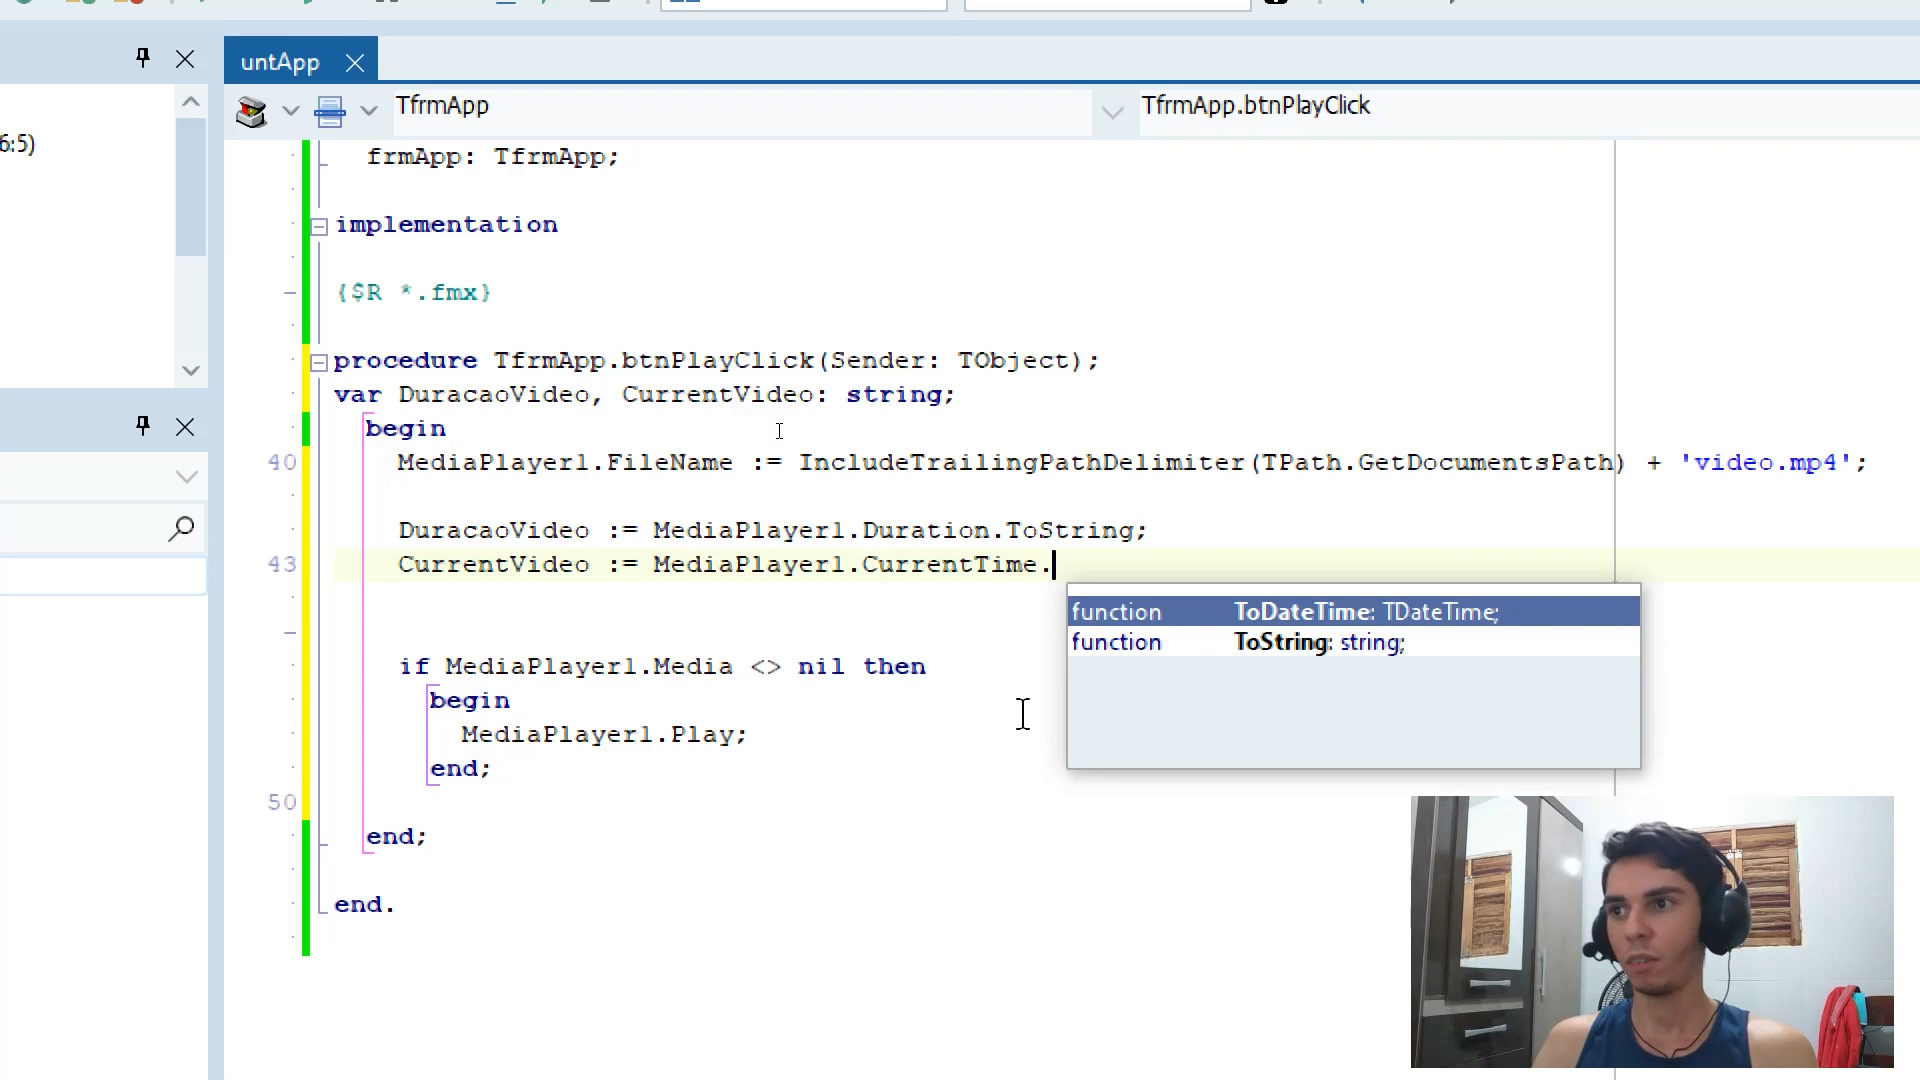 untApp
TfrmApp
TfrmApp.btnPlayClick
6:5)
frmApp: TfrmApp;
implementation
{$R *.fmx}
procedure TfrmApp.btnPlayClick(Sender: TObject);
var DuracaoVideo, CurrentVideo: string;
begin
40 MediaPlayer1.FileName := IncludeTrailingPathDelimiter(TPath.GetDocumentsPath) + 'video.mp4';
DuracaoVideo := MediaPlayer1.Duration.ToString;
43 CurrentVideo := MediaPlayer1.CurrentTime.
function ToDateTime: TDateTime;
function ToString: string;
if MediaPlayer1.Media <> nil then
begin
MediaPlayer1.Play;
end;
50
end;
end.